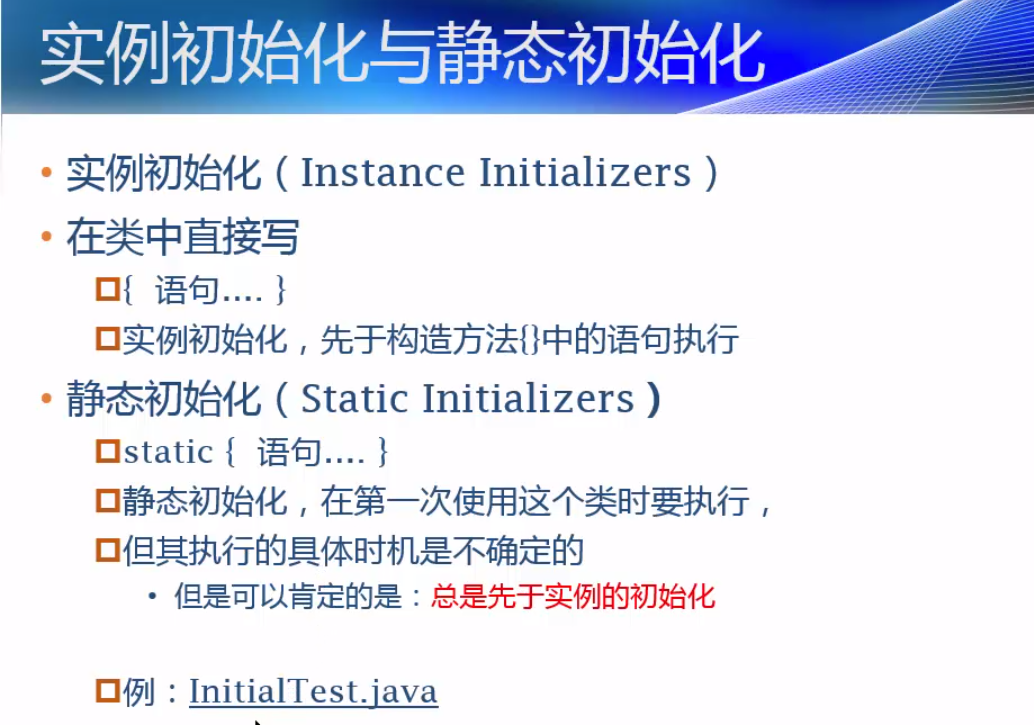 实例初始化与静态初始化
• 实例初始化（Instance Initializers）
• 在类中直接写
{ 语句.... }
实例初始化，先于构造方法{}中的语句执行
• 静态初始化（Static Initializers）
static { 语句.... }
静态初始化，在第一次使用这个类时要执行，
但其执行的具体时机是不确定的
• 但是可以肯定的是：总是先于实例的初始化
例：InitialTest.java